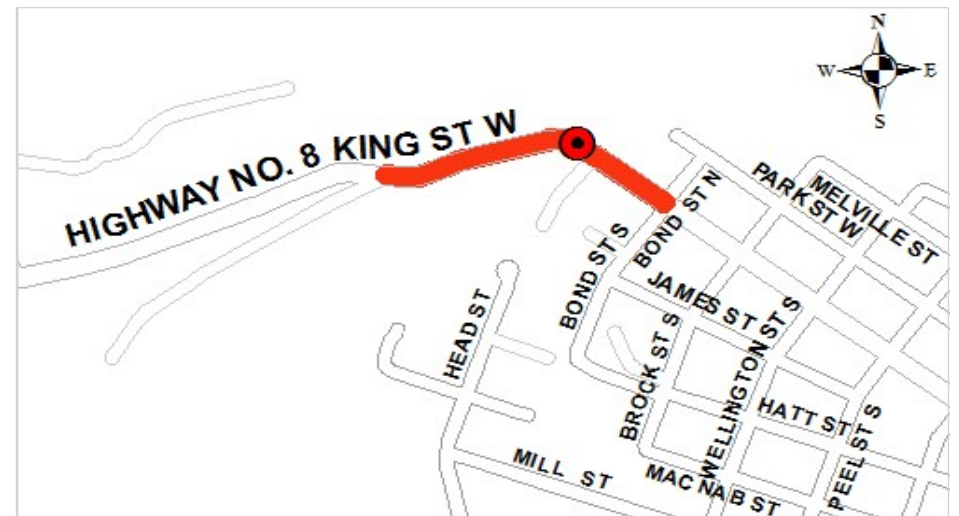 N
W E
S
HIGHWAY NO. 8 KING ST W
PARK ST W
MELVILLE ST
BOND ST N
BOND ST S
JAMES ST
HEAD ST
BROCK ST S
WELLINGTON ST S
HATT ST
PEEL ST S
MILL ST
MAC NAB ST